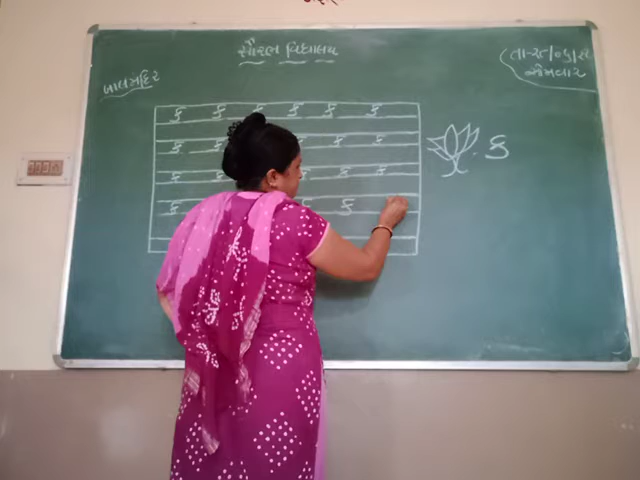 સૌરભ વિદ્યાલય
બાલમંદિર
સોમવાર
ક ક ક ક ક ક
ક ક ક ક ક
ક ક ક ક ક
ક ક ક ક
ક